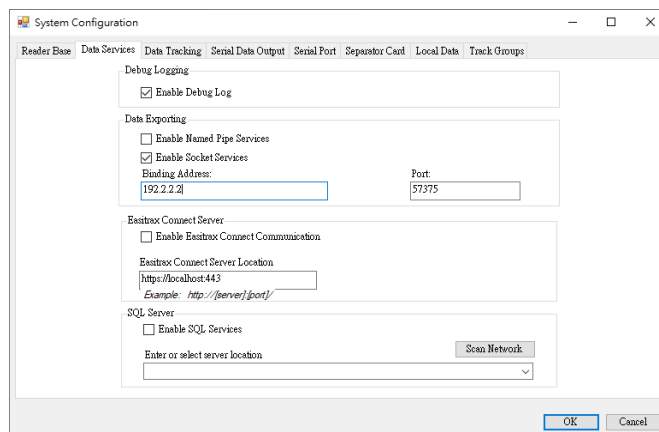 System Configuration
Reader Base Data Services Data Tracking Serial Data Output Serial Port Separator Card Local Data Track Groups
Debug Logging
Enable Debug Log
Data Exporting
Enable Named Pipe Services
Enable Socket Services
Binding Address: Port:
192.2.2.2 57375
Easitrax Connect Server
Enable Easitrax Connect Communication
Easitrax Connect Server Location
https://localhost:443
Example: http://[server]:[port]/
SQL Server
Enable SQL Services
Scan Network
Enter or select server location
OK Cancel